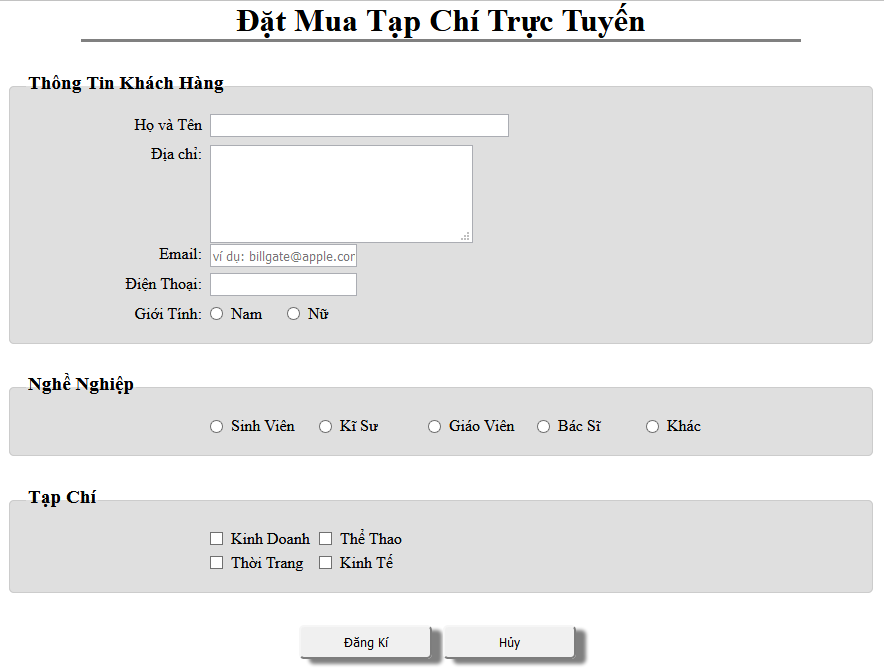 Đặt Mua Tạp Chí Trực Tuyến
Thông Tin Khách Hàng
Họ và Tên
Địa chỉ:
Email: ví dụ: billgate@apple.cor
Điện Thoại:
Giới Tính: Nam Nữ
Nghề Nghiệp
Sinh Viên Kĩ Sư Giáo Viên Bác Sĩ Khác
Tạp Chí
Kinh Doanh Thể Thao
Thời Trang Kinh Tế
Đăng Kí Hủy